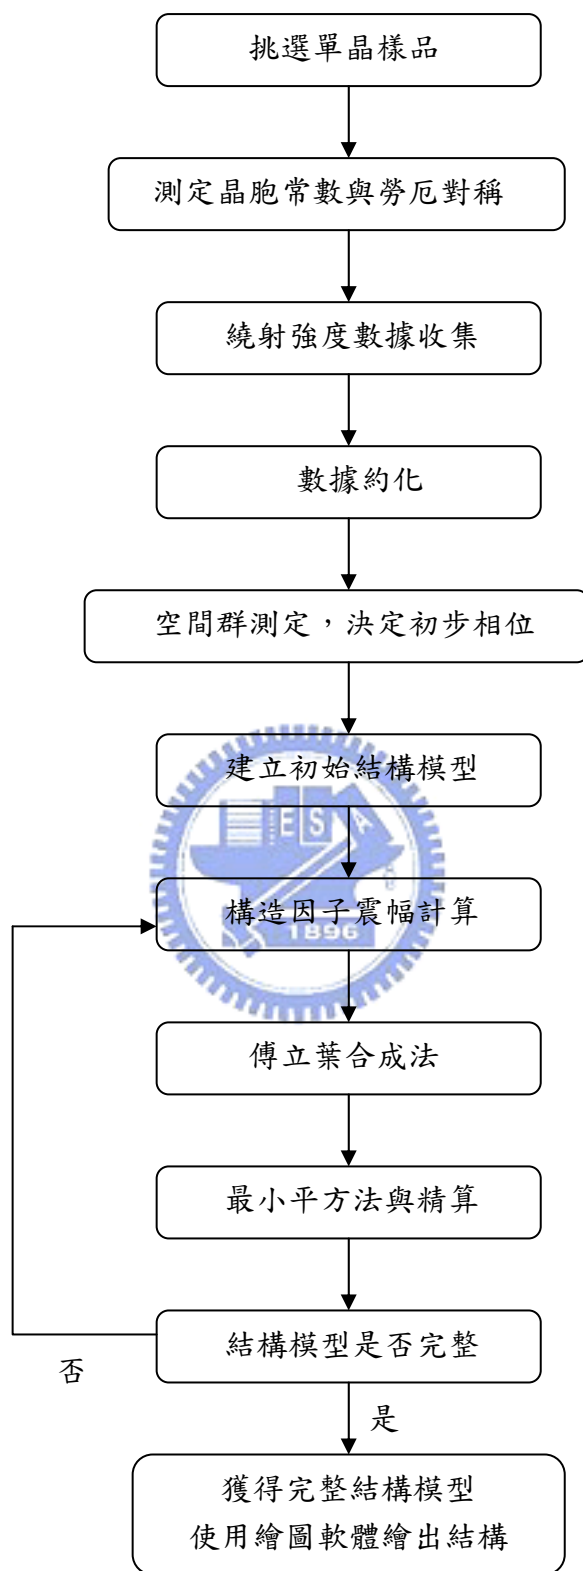 挑選單晶樣品
測定晶胞常數與勞厄對稱
繞射強度數據收集
數據約化
空間群測定，決定初步相位
建立初始結構模型
E S A
構造因子震幅計算
1896
傅立葉合成法
最小平方法與精算
結構模型是否完整
否
是
獲得完整結構模型
使用繪圖軟體繪出結構